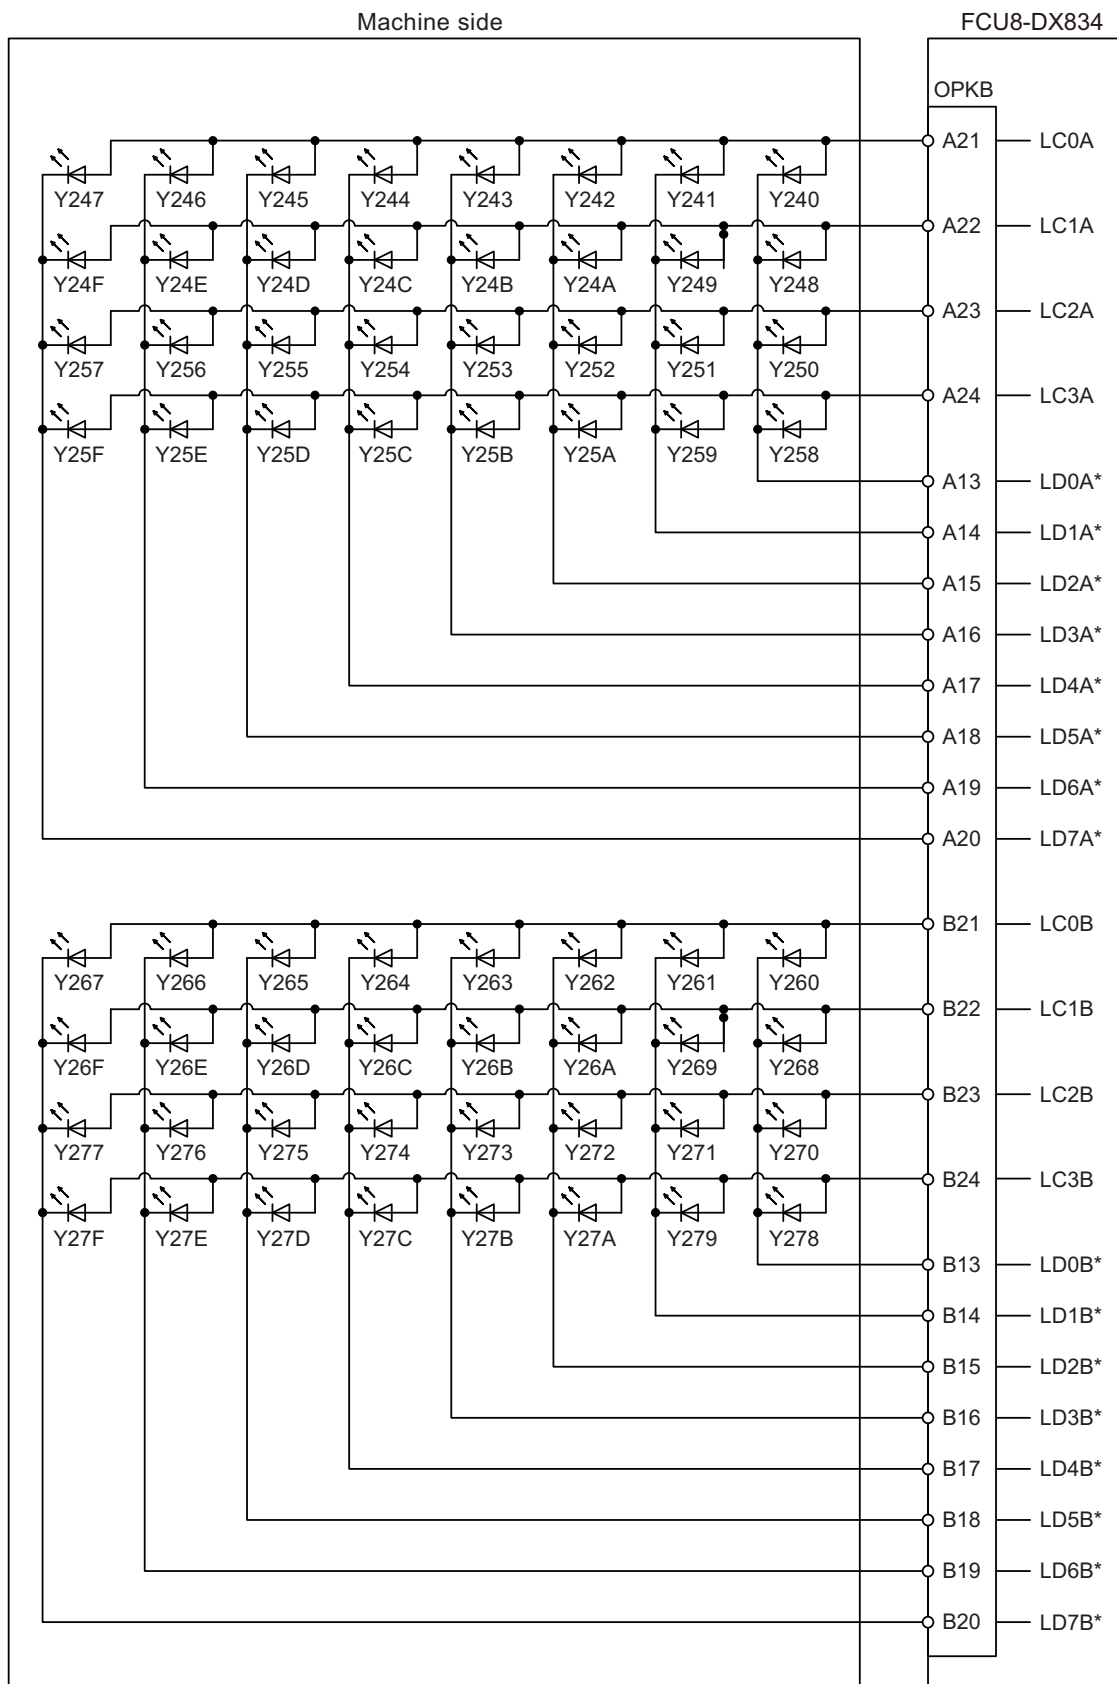 Machine side FCU8-DX834
OPKB
A21 LC0A
Y247 Y246 Y245 Y244 Y243 Y242 Y241 Y240
A22 LC1A
Y24F Y24E Y24D Y24C Y24B Y24A Y249 Y248
A23 LC2A
Y257 Y256 Y255 Y254 Y253 Y252 Y251 Y250
A24 LC3A
Y25F Y25E Y25D Y25C Y25B Y25A Y259 Y258
A13 LD0A*
A14 LD1A*
A15 LD2A*
A16 LD3A*
A17 LD4A*
A18 LD5A*
A19 LD6A*
A20 LD7A*
B21 LC0B
Y267 Y266 Y265 Y264 Y263 Y262 Y261 Y260
B22 LC1B
Y26F Y26E Y26D Y26C Y26B Y26A Y269 Y268
B23 LC2B
Y277 Y276 Y275 Y274 Y273 Y272 Y271 Y270
B24 LC3B
Y27F Y27E Y27D Y27C Y27B Y27A Y279 Y278
B13 LD0B*
B14 LD1B*
B15 LD2B*
B16 LD3B*
B17 LD4B*
B18 LD5B*
B19 LD6B*
B20 LD7B*